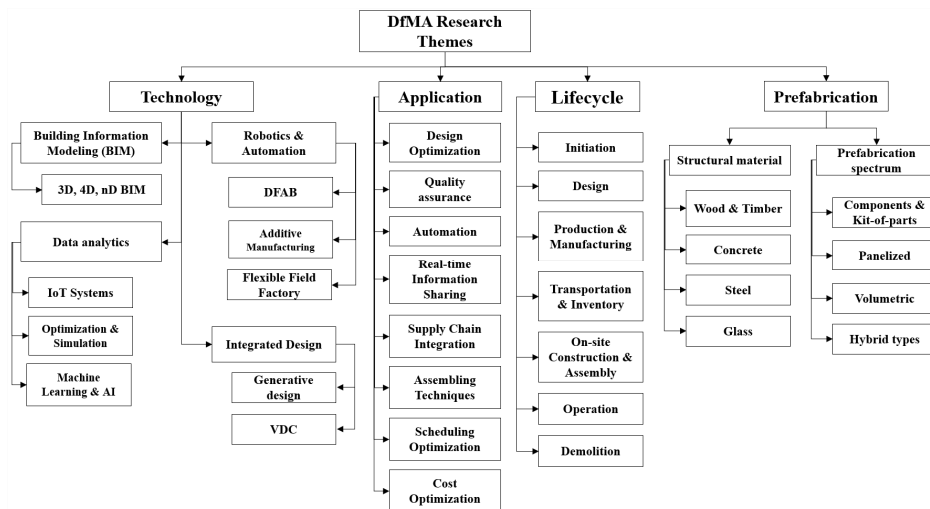 DfMA Research
Themes
Technology
Building Information
Modeling (BIM)
3D, 4D, nD BIM
Data analytics
IoT Systems
Optimization &
Simulation
Machine
Learning & AI
Robotics &
Automation
DFAB
Additive
Manufacturing
Flexible Field
Factory
Integrated Design
Generative
design
VDC
Application
Design
Optimization
Quality
assurance
Automation
Real-time
Information
Sharing
Supply Chain
Integration
Assembling
Techniques
Scheduling
Optimization
Cost
Optimization
Lifecycle
Initiation
Design
Production &
Manufacturing
Transportation
& Inventory
On-site
Construction &
Assembly
Operation
Demolition
Prefabrication
Structural material
Wood & Timber
Concrete
Steel
Glass
Prefabrication
spectrum
Components &
Kit-of-parts
Panelized
Volumetric
Hybrid types